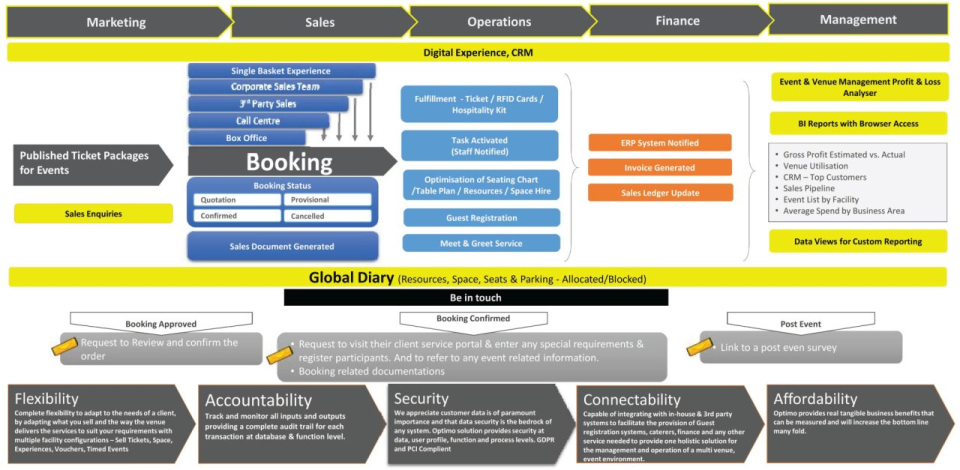 Marketing
Sales
Operations
Finance
Management
Digital Experience, CRM
Published Ticket Packages
for Events
Sales Enquiries
Single Basket Experience
Corporate Sales Team
3rd Party Sales
Call Centre
Box Office
Booking
Booking Status
Quotation
Provisional
Confirmed
Cancelled
Sales Document Generated
Fulfillment - Ticket / RFID Cards /
Hospitality Kit
Task Activated
(Staff Notified)
Optimisation of Seating Chart
/Table Plan / Resources / Space Hire
Guest Registration
Meet & Greet Service
ERP System Notified
Invoice Generated
Sales Ledger Update
Event & Venue Management Profit & Loss
Analyser
BI Reports with Browser Access
• Gross Profit Estimated vs. Actual
• Venue Utilisation
• CRM – Top Customers
• Sales Pipeline
• Event List by Facility
• Average Spend by Business Area
Data Views for Custom Reporting
Global Diary (Resources, Space, Seats & Parking - Allocated/Blocked)
Be in touch
Booking Approved
• Request to Review and confirm the
order
Booking Confirmed
• Request to visit their client service portal & enter any special requirements &
register participants. And to refer to any event related information.
• Booking related documentations
Post Event
• Link to a post even survey
Flexibility
Complete flexibility to adapt to the needs of a client,
by adapting what you sell and the way the venue
delivers the services to suit your requirements with
multiple facility configurations – Sell Tickets, Space,
Experiences, Vouchers, Timed Events
Accountability
Track and monitor all inputs and outputs
providing a complete audit trail for each
transaction at database & function level.
Security
We appreciate customer data is of paramount
importance and that data security is the bedrock of
any system. Optimo solution provides security at
data, user profile, function and process levels. GDPR
and PCI Complient
Connectability
Capable of integrating with in-house & 3rd party
systems to facilitate the provision of Guest
registration systems, caterers, finance and any other
service needed to provide one holistic solution for
the management and operation of a multi venue,
event environment.
Affordability
Optimo provides real tangible business benefits that
can be measured and will increase the bottom line
many fold.